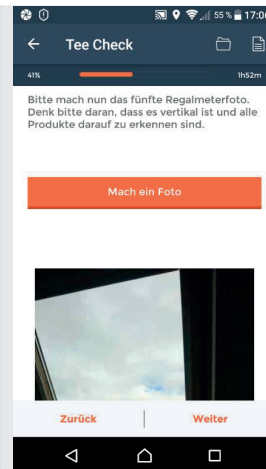 55 % 17:00
Tee Check
41%
1h52m
Bitte mach nun das fünfte Regalmeterfoto.
Denk bitte daran, dass es vertikal ist und alle
Produkte darauf zu erkennen sind.
Mach ein Foto
Zurück
Weiter